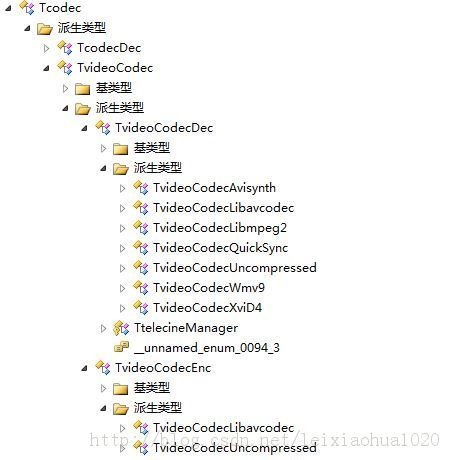 Tcodec
派生类型
TcodecDec
TvideoCodec
基类型
派生类型
TvideoCodecDec
基类型
派生类型
TvideoCodecAvisynth
TvideoCodecLibavcodec
TvideoCodecLibmpeg2
TvideoCodecQuickSync
TvideoCodecUncompressed
TvideoCodecWmv9
TvideoCodecXviD4
TtelecineManager
__unnamed_enum_0094_3
TvideoCodecEnc
基类型
派生类型
TvideoCodecLibavcodec
http://blog.csdn.net/leixiaohua1020
TvideoCodecUncompressed